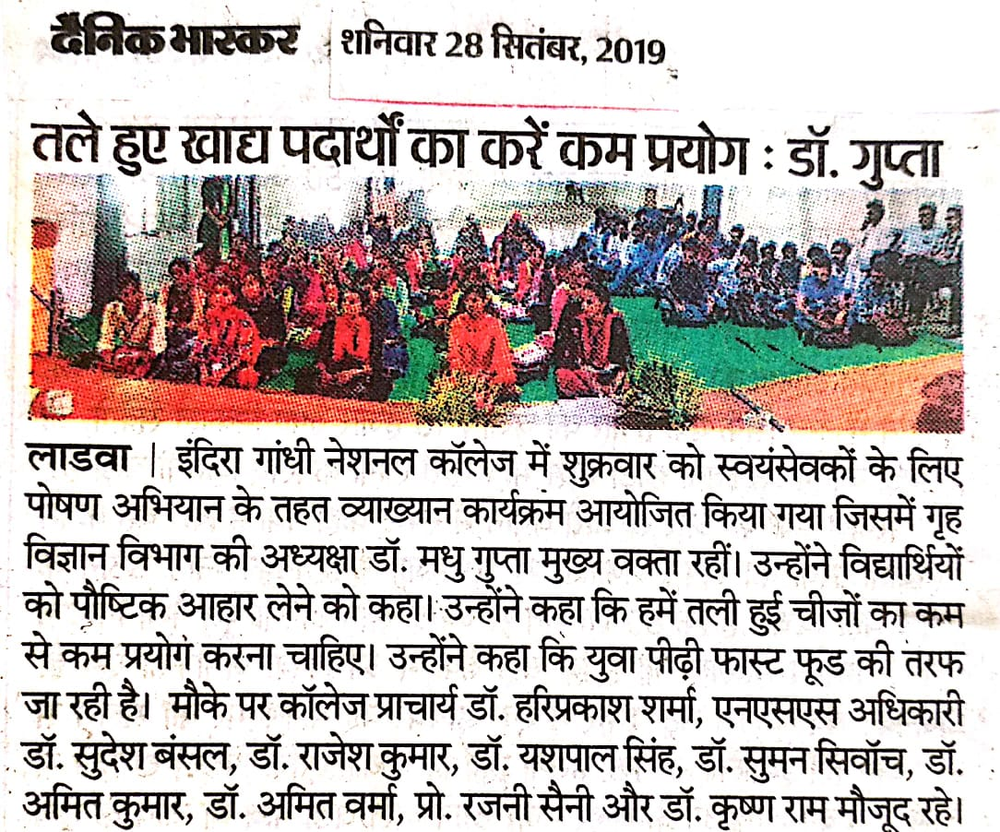 दैनिक भास्कर शनिवार 28 सितंबर, 2019
तले हुए खाद्य पदार्थों का करें कम प्रयोग : डॉ. गुप्ता
लाडवा | इंदिरा गांधी नेशनल कॉलेज में शुक्रवार को स्वयंसेवकों के लिए
पोषण अभियान के तहत व्याख्यान कार्यक्रम आयोजित किया गया जिसमें गृह
विज्ञान विभाग की अध्यक्षा डॉ. मधु गुप्ता मुख्य वक्ता रहीं। उन्होंने विद्यार्थियों
को पौष्टिक आहार लेने को कहा। उन्होंने कहा कि हमें तली हुई चीज़ों का कम
से कम प्रयोग करना चाहिए। उन्होंने कहा कि युवा पीढ़ी फास्ट फूड की तरफ
जा रही है। मौके पर कॉलेज प्राचार्य डॉ. हरिप्रकाश शर्मा, एनएसएस अधिकारी
डॉ. सुदेश बंसल, डॉ. राजेश कुमार, डॉ. यशपाल सिंह, डॉ. सुमन सिवॉच, डॉ.
अमित कुमार, डॉ. अमित वर्मा, प्रो. रजनी सैनी और डॉ. कृष्ण राम मौजूद रहे।